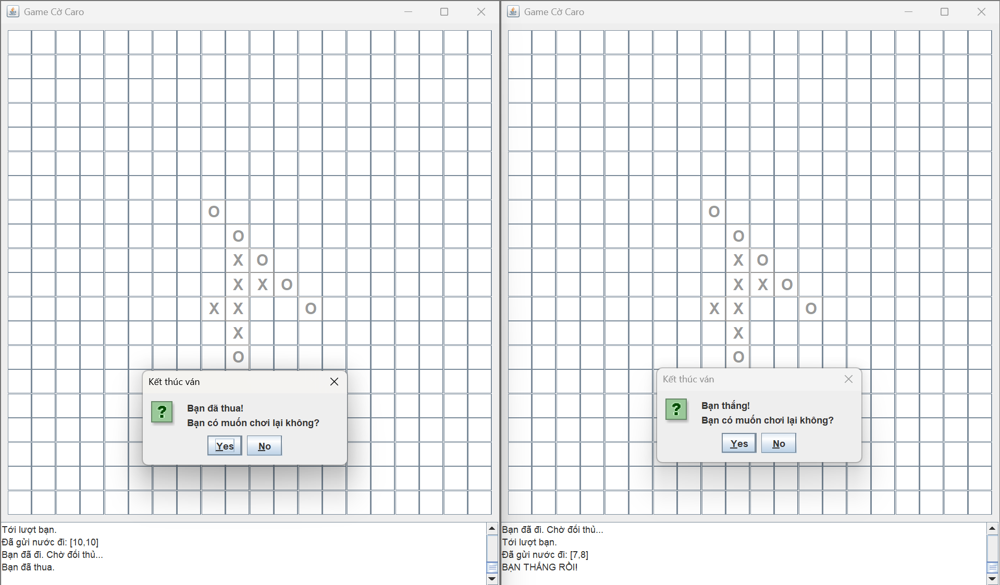 Game Cờ Caro
O
O
X O
X X O
X X O
X
O
Kết thúc ván
Bạn đã thua!
Bạn có muốn chơi lại không?
Yes No
Tới lượt bạn.
Đã gửi nước đi: [10,10]
Bạn đã đi. Chờ đối thủ...
Bạn đã thua.
Game Cờ Caro
O
O
X O
X X O
X X O
X
O
Kết thúc ván
Bạn thắng!
Bạn có muốn chơi lại không?
Yes No
Bạn đã đi. Chờ đối thủ...
Tới lượt bạn.
Đã gửi nước đi: [7,8]
BẠN THẮNG RỒI!